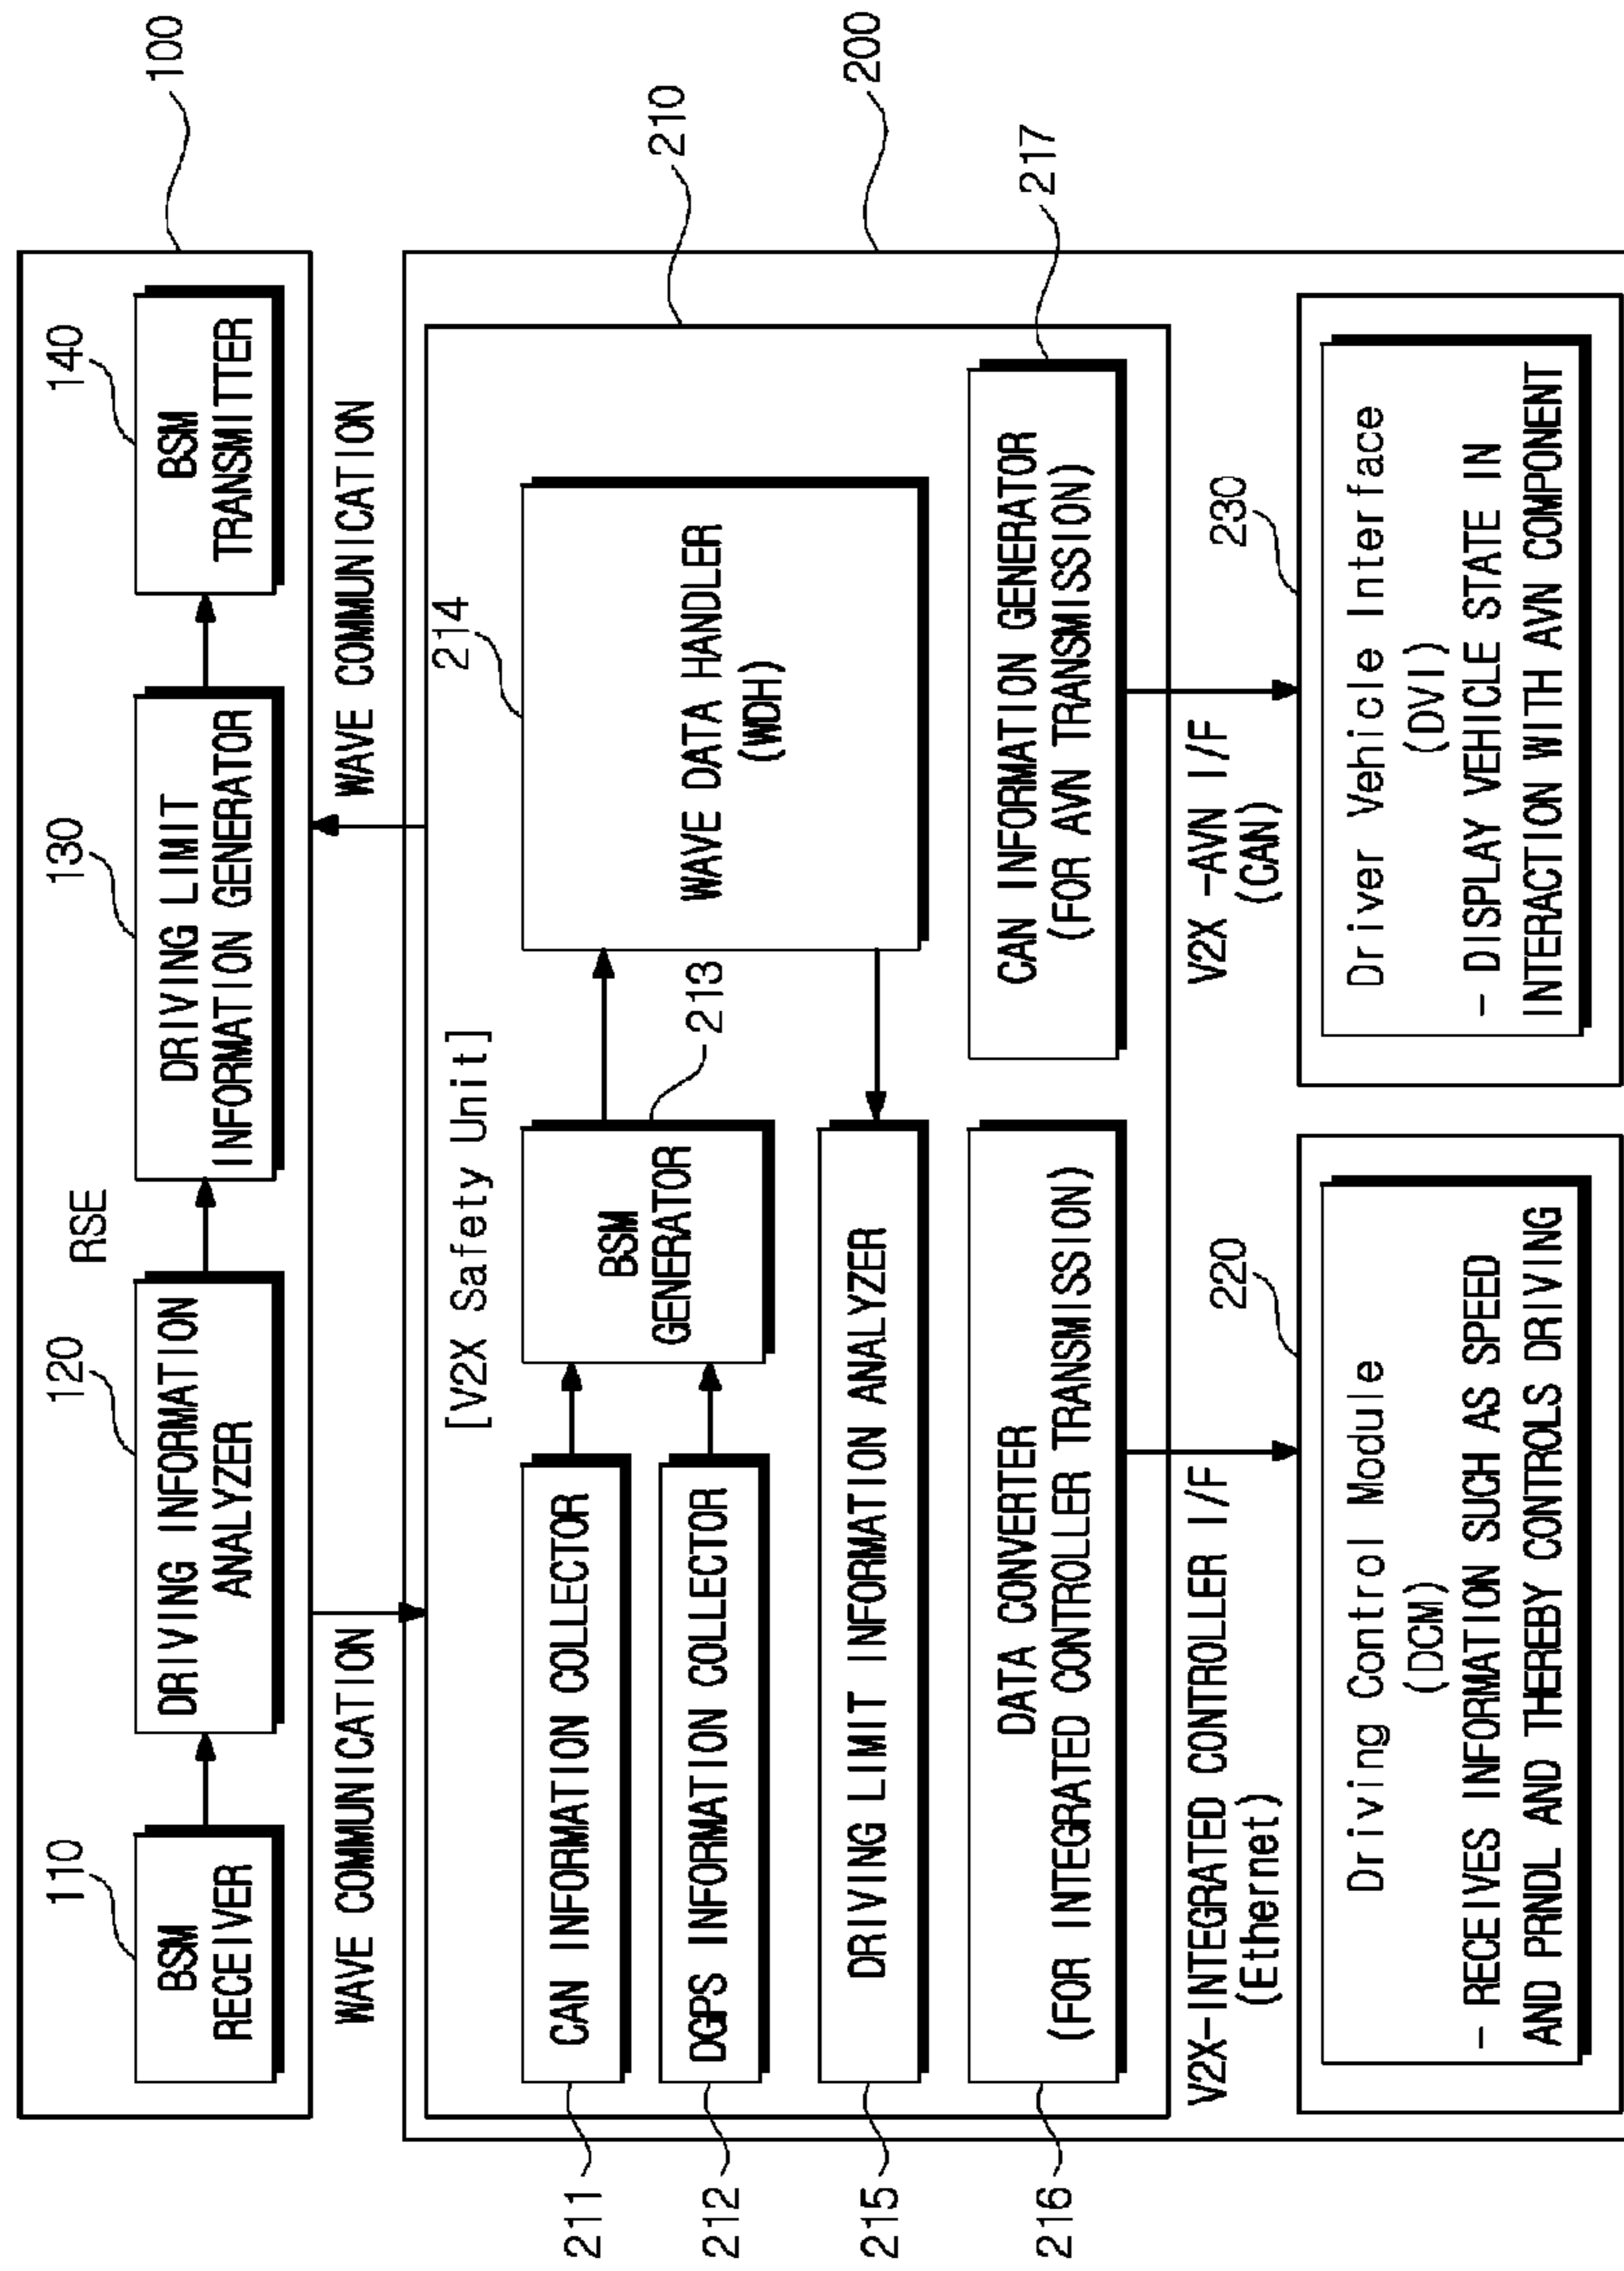 RSE
100
110
BSM
RECEIVER
120
DRIVING INFORMATION
ANALYZER
130
DRIVING LIMIT
INFORMATION GENERATOR
140
BSM
TRANSMITTER
WAVE COMMUNICATION
WAVE COMMUNICATION
200
210
[V2X Safety Unit]
211
CAN INFORMATION COLLECTOR
212
DGPS INFORMATION COLLECTOR
BSM
GENERATOR
213
214
WAVE DATA HANDLER
(WDH)
215
DRIVING LIMIT INFORMATION ANALYZER
216
DATA CONVERTER
(FOR INTEGRATED CONTROLLER TRANSMISSION)
CAN INFORMATION GENERATOR
(FOR AVN TRANSMISSION)
217
V2X-INTEGRATED CONTROLLER I/F
(Ethernet)
V2X -AVN I/F
(CAN)
220
Driving Control Module
(DCM)
- RECEIVES INFORMATION SUCH AS SPEED
AND PRNDL AND THEREBY CONTROLS DRIVING
230
Driver Vehicle Interface
(DVI)
- DISPLAY VEHICLE STATE IN
INTERACTION WITH AVN COMPONENT